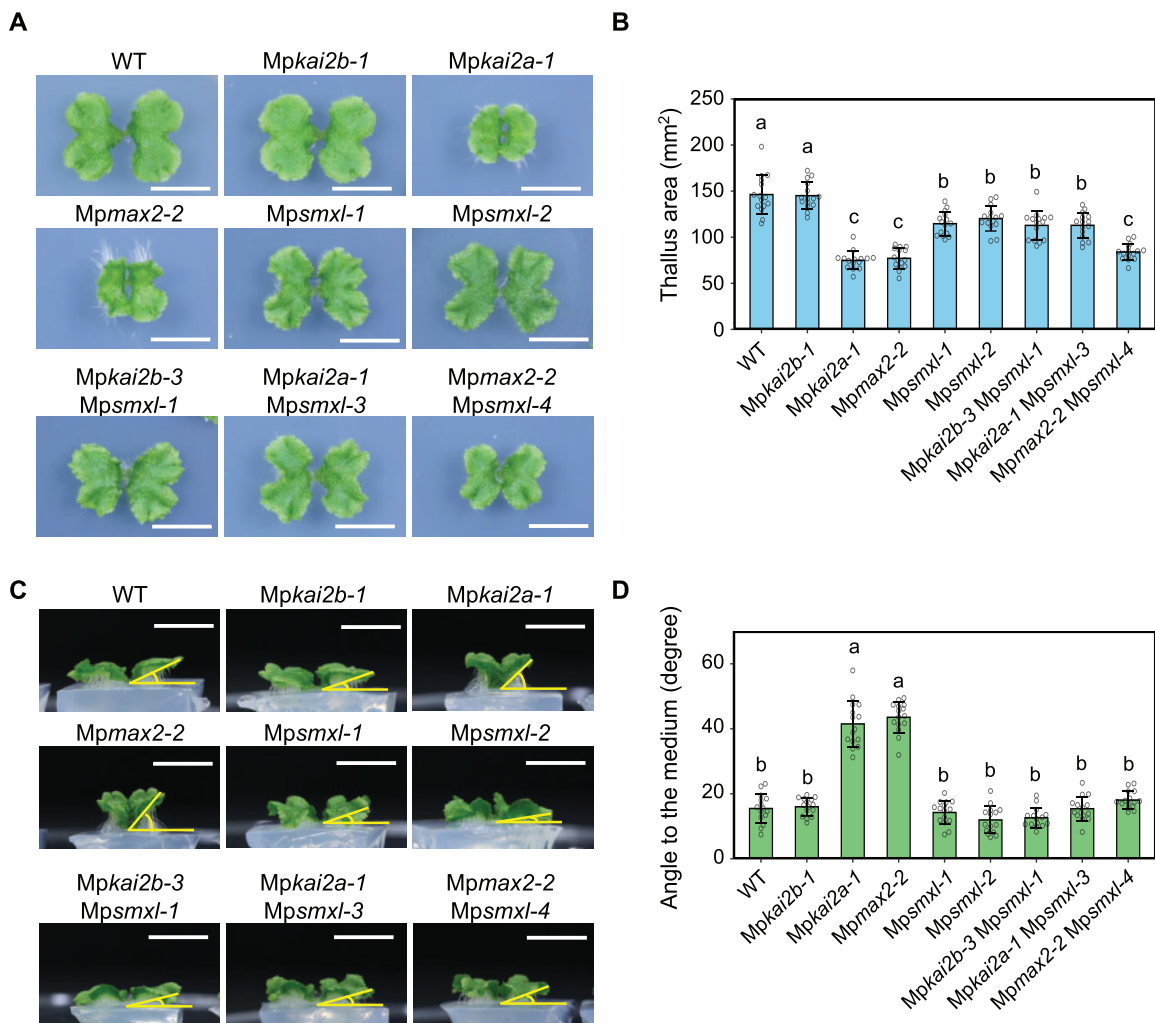 A
WT
Mpkai2b-1
Mpkai2a-1
Mpmax2-2
Mpsmxl-1
Mpsmxl-2
Mpkai2b-3
Mpsmxl-1
Mpkai2a-1
Mpsmxl-3
Mpmax2-2
Mpsmxl-4
B
Thallus area (mm²)
250
200
150
100
50
0
a
a
c
c
b
b
b
b
c
WT
Mpkai2b-1
Mpkai2a-1
Mpmax2-2
Mpsmxl-1
Mpsmxl-2
Mpkai2b-3 Mpsmxl-1
Mpkai2a-1 Mpsmxl-3
Mpmax2-2 Mpsmxl-4
C
WT
Mpkai2b-1
Mpkai2a-1
Mpmax2-2
Mpsmxl-1
Mpsmxl-2
Mpkai2b-3
Mpsmxl-1
Mpkai2a-1
Mpsmxl-3
Mpmax2-2
Mpsmxl-4
D
Angle to the medium (degree)
60
40
20
0
b
b
a
a
b
b
b
b
b
WT
Mpkai2b-1
Mpkai2a-1
Mpmax2-2
Mpsmxl-1
Mpsmxl-2
Mpkai2b-3 Mpsmxl-1
Mpkai2a-1 Mpsmxl-3
Mpmax2-2 Mpsmxl-4